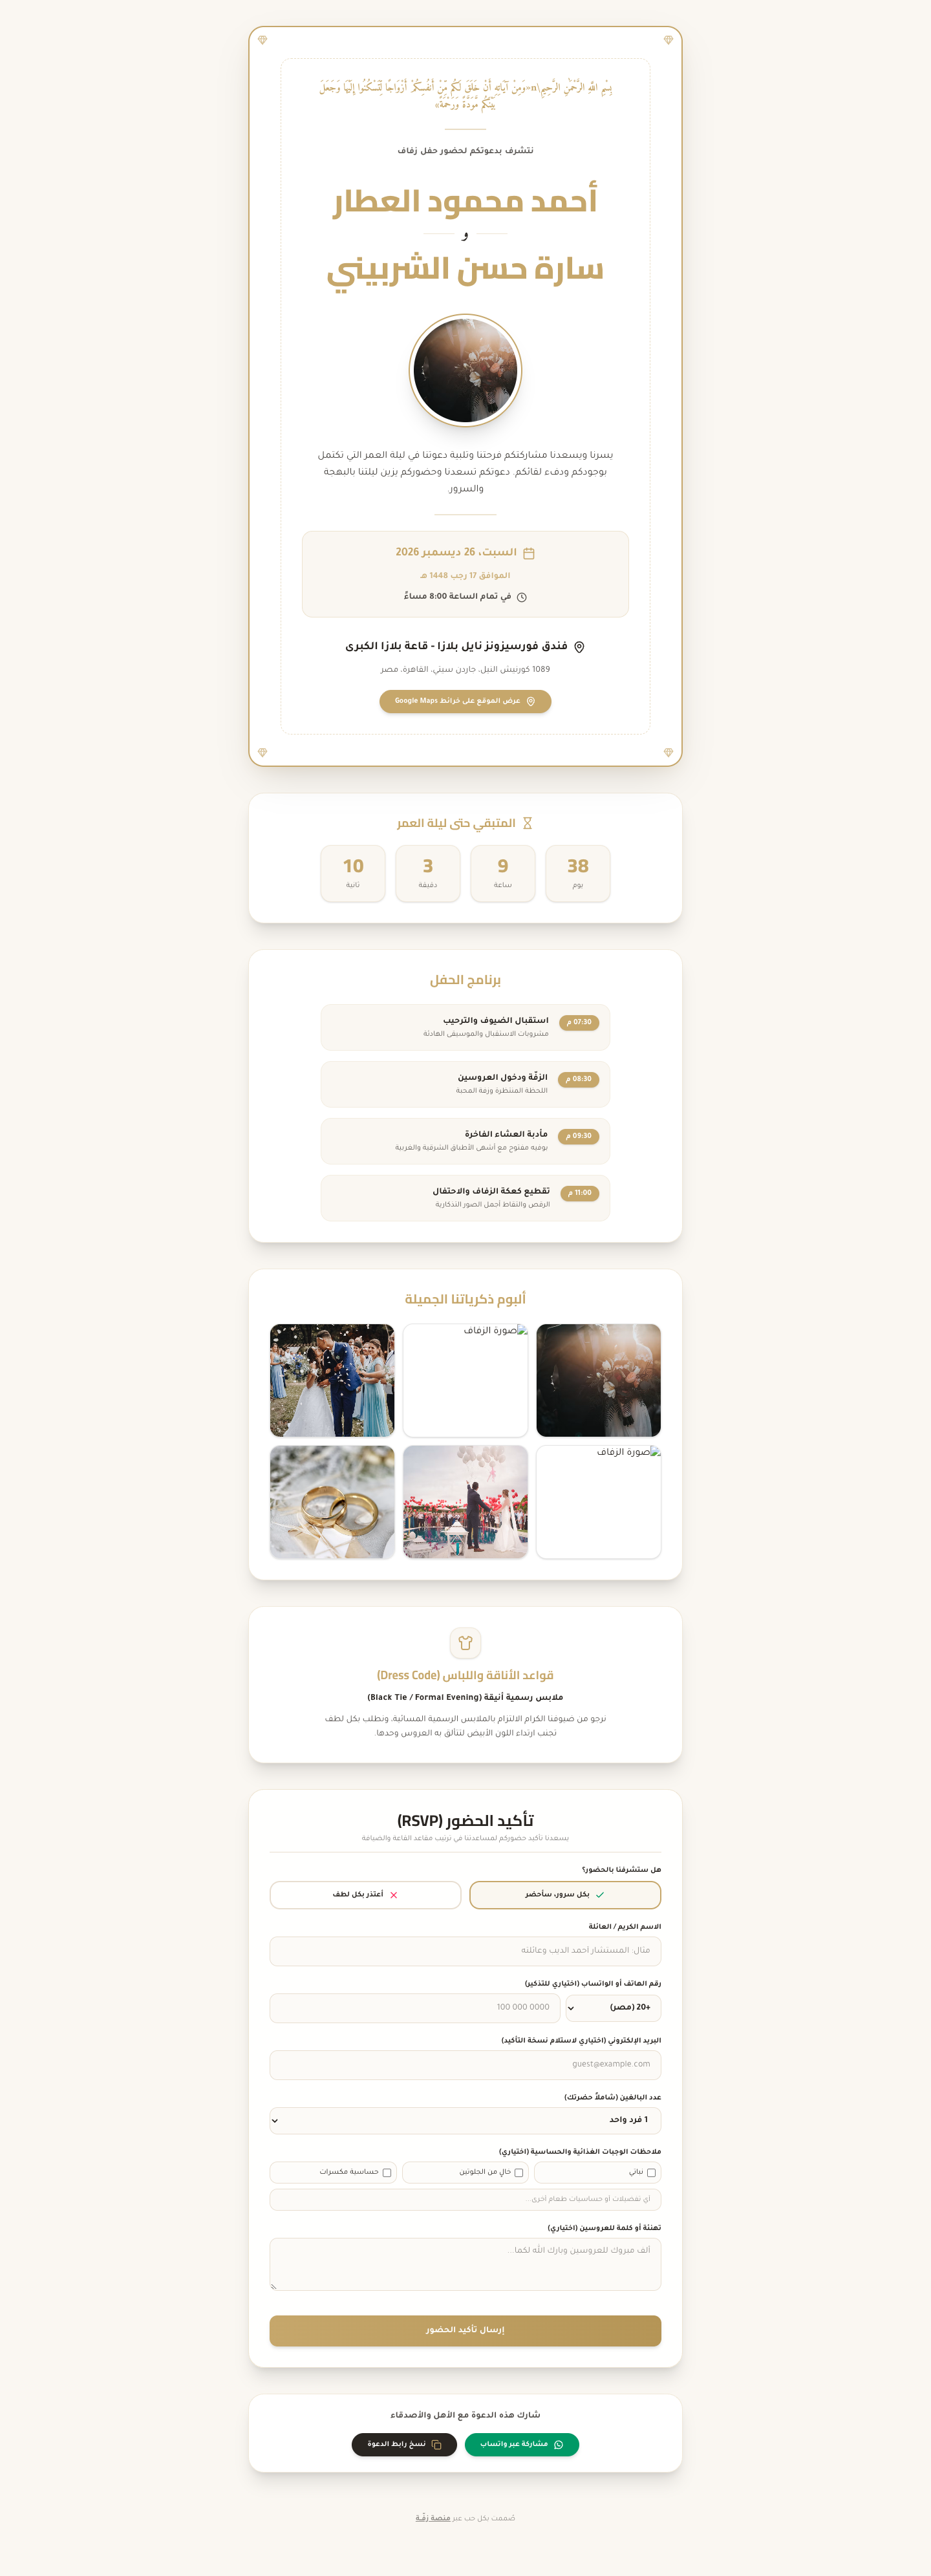 بِسْمِ اللَّهِ الرَّحْمَٰنِ الرَّحِيمِ\n«وَمِنْ آيَاتِهِ أَنْ خَلَقَ لَكُم مِّنْ أَنفُسِكُمْ أَزْوَاجًا لِّتَسْكُنُوا إِلَيْهَا وَجَعَلَ
بَيْنَكُم مَّوَدَّةً وَرَحْمَةً»
نتشرف بدعوتكم لحضور حفل زفاف
أحمد محمود العطار
و
سارة حسن الشربيني
يسرنا ويسعدنا مشاركتكم فرحتنا وتلبية دعوتنا في ليلة العمر التي تكتمل
بوجودكم ودفء لقائكم. دعوتكم تسعدنا وحضوركم يزين ليلتنا بالبهجة
والسرور.
السبت، 26 ديسمبر 2026
الموافق 17 رجب 1448 هـ
في تمام الساعة 8:00 مساءً
فندق فورسيزونز نايل بلازا - قاعة بلازا الكبرى
1089 كورنيش النيل، جاردن سيتي، القاهرة، مصر
عرض الموقع على خرائط Google Maps
المتبقي حتى ليلة العمر
38
يوم
9
ساعة
3
دقيقة
10
ثانية
برنامج الحفل
07:30 م
استقبال الضيوف والترحيب
مشروبات الاستقبال والموسيقى الهادئة
08:30 م
الزفّة ودخول العروسين
اللحظة المنتظرة وزفة المحبة
09:30 م
مأدبة العشاء الفاخرة
بوفيه مفتوح مع أشهى الأطباق الشرقية والغربية
11:00 م
تقطيع كعكة الزفاف والاحتفال
الرقص والتقاط أجمل الصور التذكارية
ألبوم ذكرياتنا الجميلة
صورة الزفاف
صورة الزفاف
قواعد الأناقة واللباس (Dress Code)
ملابس رسمية أنيقة (Black Tie / Formal Evening)
نرجو من ضيوفنا الكرام الالتزام بالملابس الرسمية المسائية، ونطلب بكل لطف
تجنب ارتداء اللون الأبيض لتتألق به العروس وحدها.
تأكيد الحضور (RSVP)
يسعدنا تأكيد حضوركم لمساعدتنا في ترتيب مقاعد القاعة والضيافة
هل ستشرفنا بالحضور؟
بكل سرور، سأحضر
أعتذر بكل لطف
الاسم الكريم / العائلة
مثال: المستشار أحمد الديب وعائلته
رقم الهاتف أو الواتساب (اختياري للتذكير)
+20 (مصر)
100 000 0000
البريد الإلكتروني (اختياري لاستلام نسخة التأكيد)
guest@example.com
عدد البالغين (شاملاً حضرتك)
1 فرد واحد
ملاحظات الوجبات الغذائية والحساسية (اختياري)
نباتي
خالي من الجلوتين
حساسية مكسرات
أي تفضيلات أو حساسيات طعام أخرى...
تهنئة أو كلمة للعروسين (اختياري)
ألف مبروك للعروسين وبارك الله لكما...
إرسال تأكيد الحضور
شارك هذه الدعوة مع الأهل والأصدقاء
مشاركة عبر واتساب
نسخ رابط الدعوة
صُممت بكل حب عبر منصة زفّـة